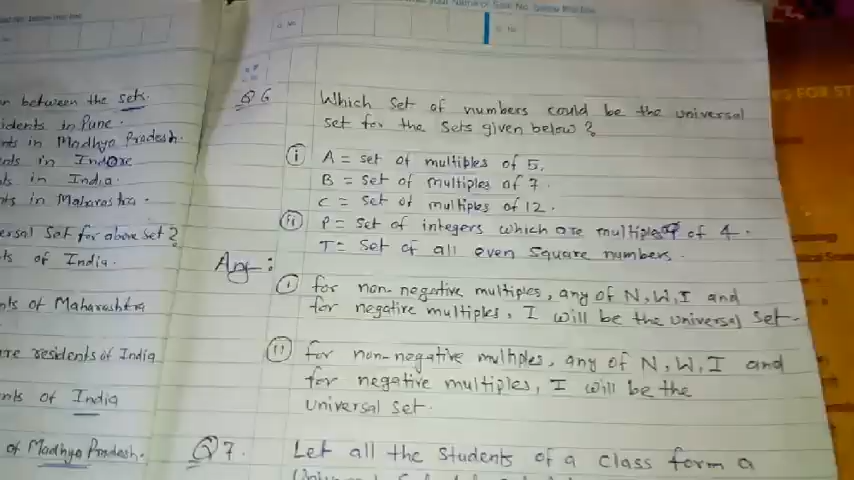 n between the sets.
idents in Pune.
nts in Madhya Pradesh.
nts in Indore
ts in India.
nts in Maharastra.
ersal Set for above set?
ts of India.
nts of Maharashtra
are residents of India
nts of India
of Madhya Pradesh.
Q6 Which set of numbers could be the universal
set for the sets given below?
(i) A = set of multiples of 5.
B = set of multiples of 7.
C = set of multiples of 12.
(ii) P = set of integers which are multiples of 4.
T = set of all even square numbers.
Ans:
(i) for non-negative multiples, any of N, W, I and
for negative multiples, I will be the universal set.
(ii) for non-negative multiples, any of N, W, I and
for negative multiples, I will be the
universal set.
Q7. Let all the students of a class form a